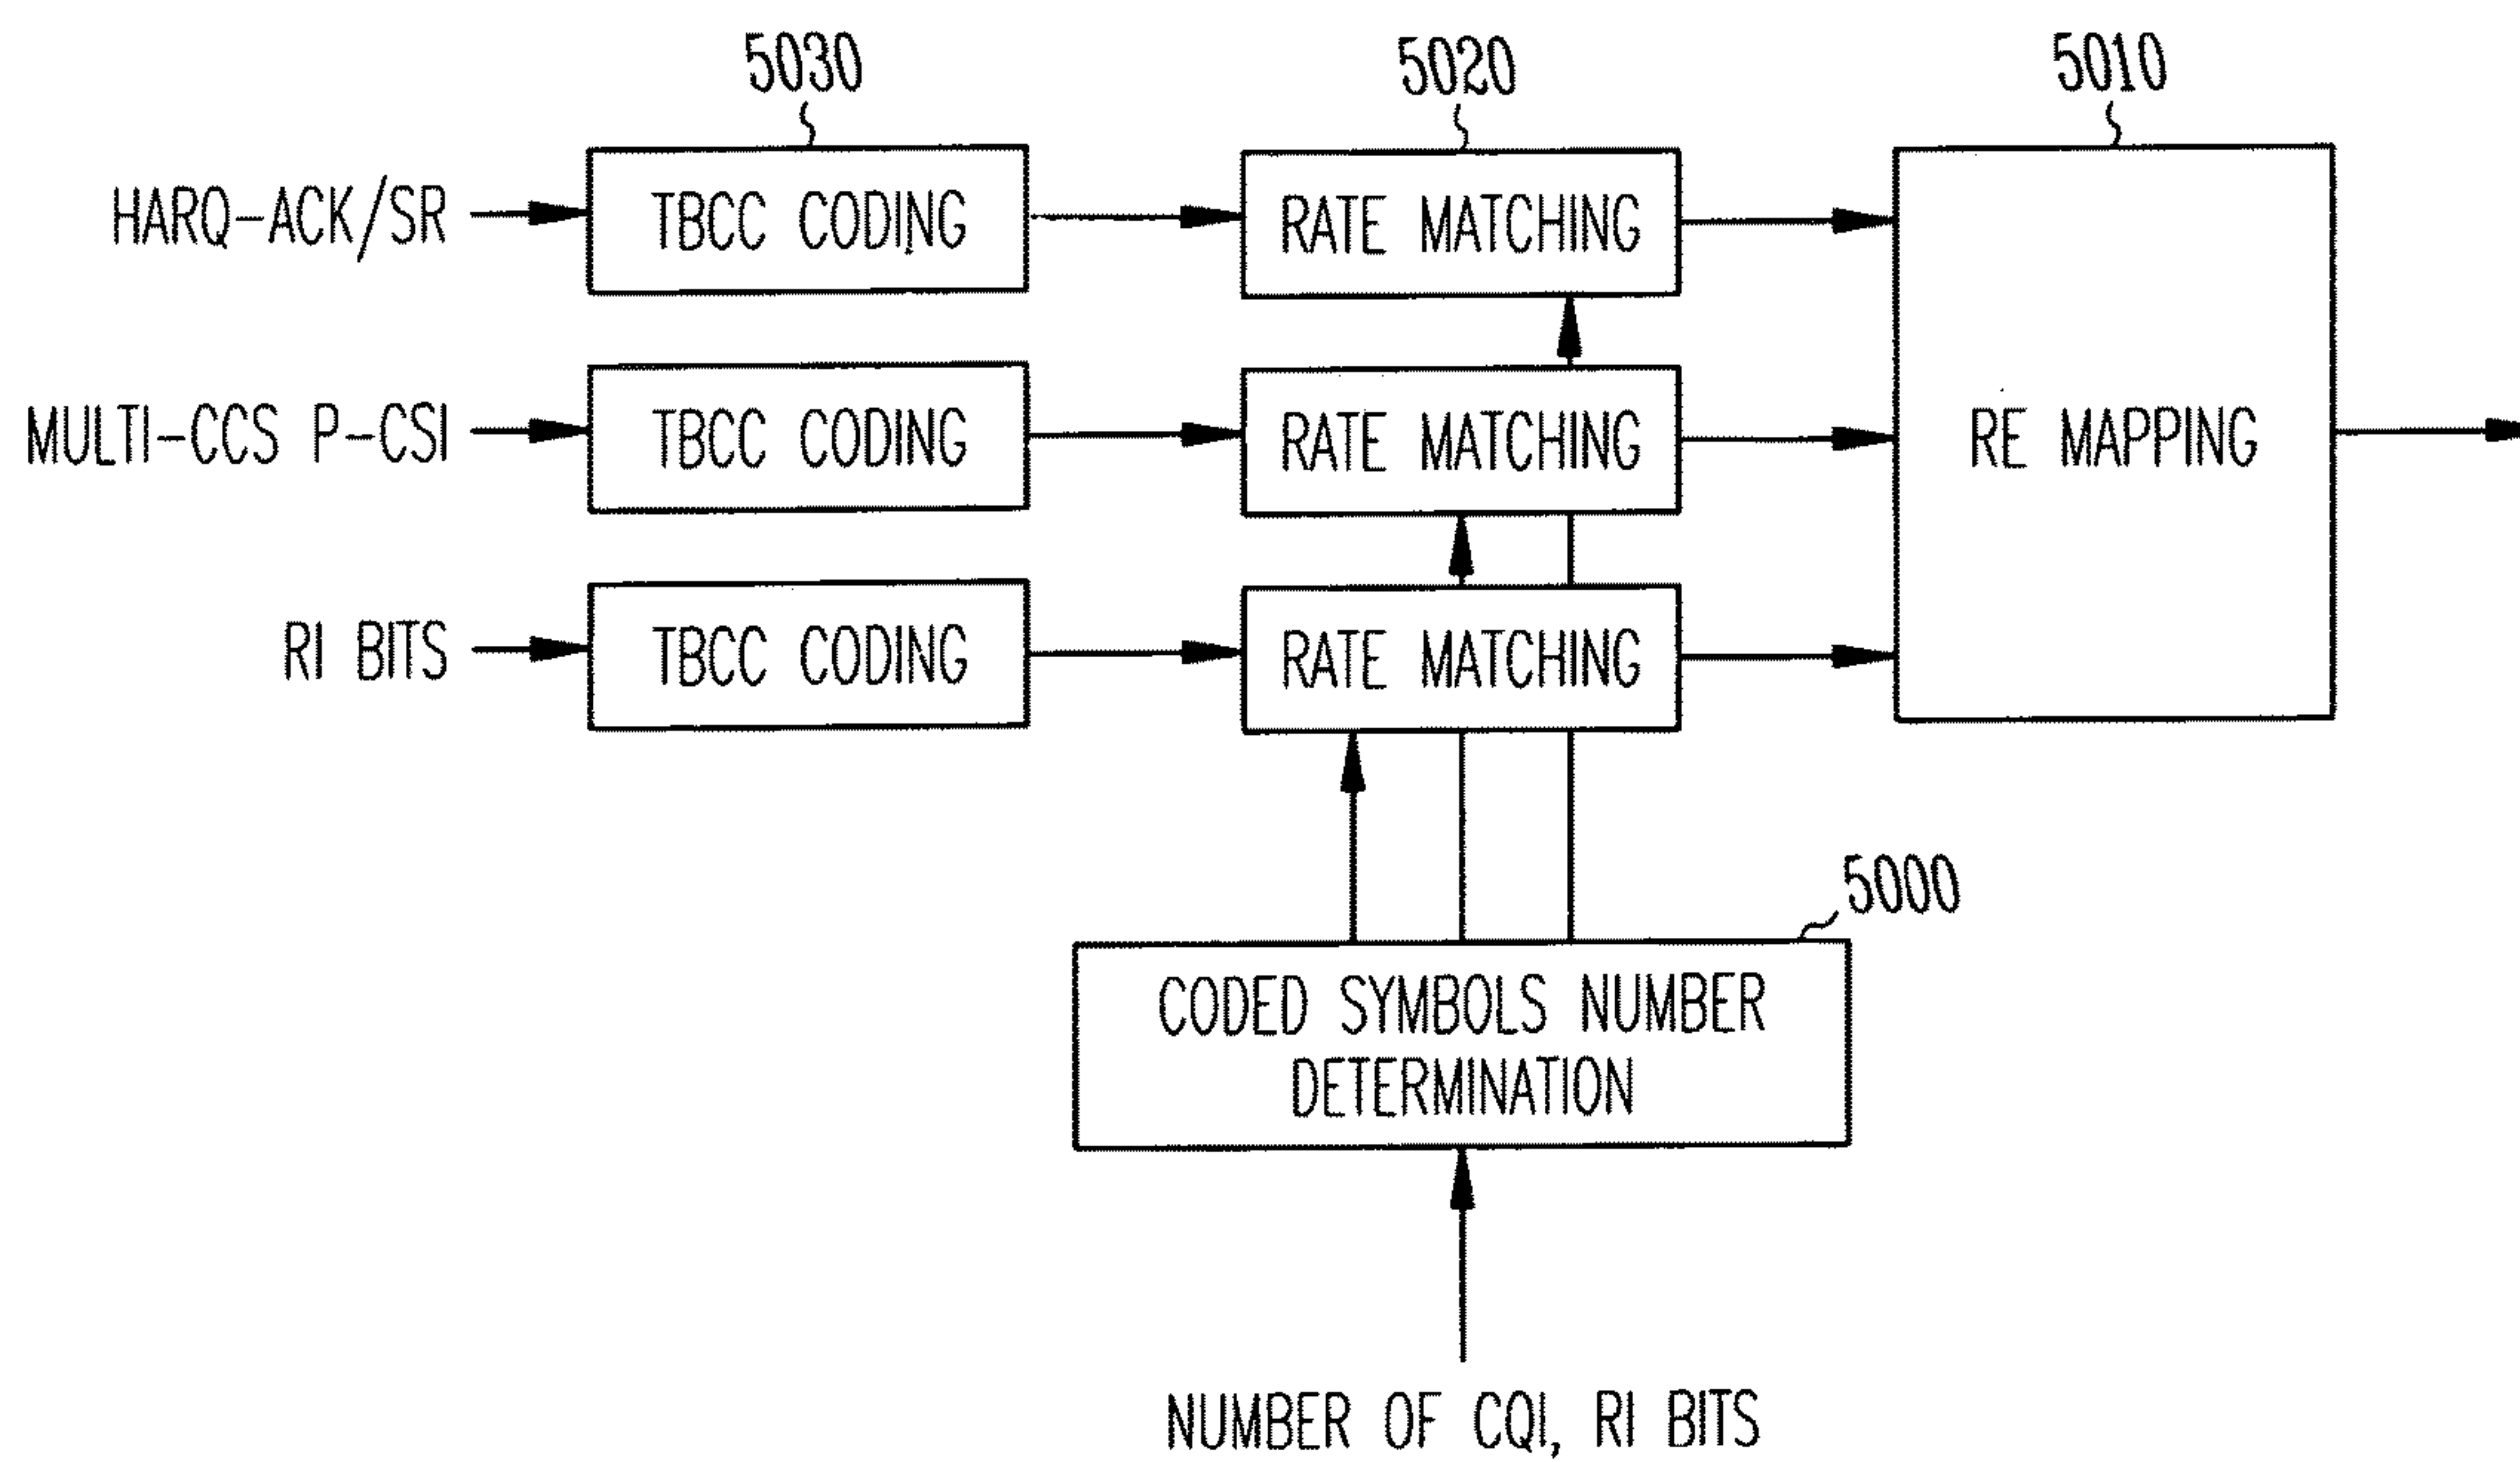 5030
5020
5010
HARQ-ACK/SR
TBCC CODING
RATE MATCHING
MULTI-CCS P-CSI
TBCC CODING
RATE MATCHING
RE MAPPING
RI BITS
TBCC CODING
RATE MATCHING
5000
CODED SYMBOLS NUMBER
DETERMINATION
NUMBER OF CQI, RI BITS